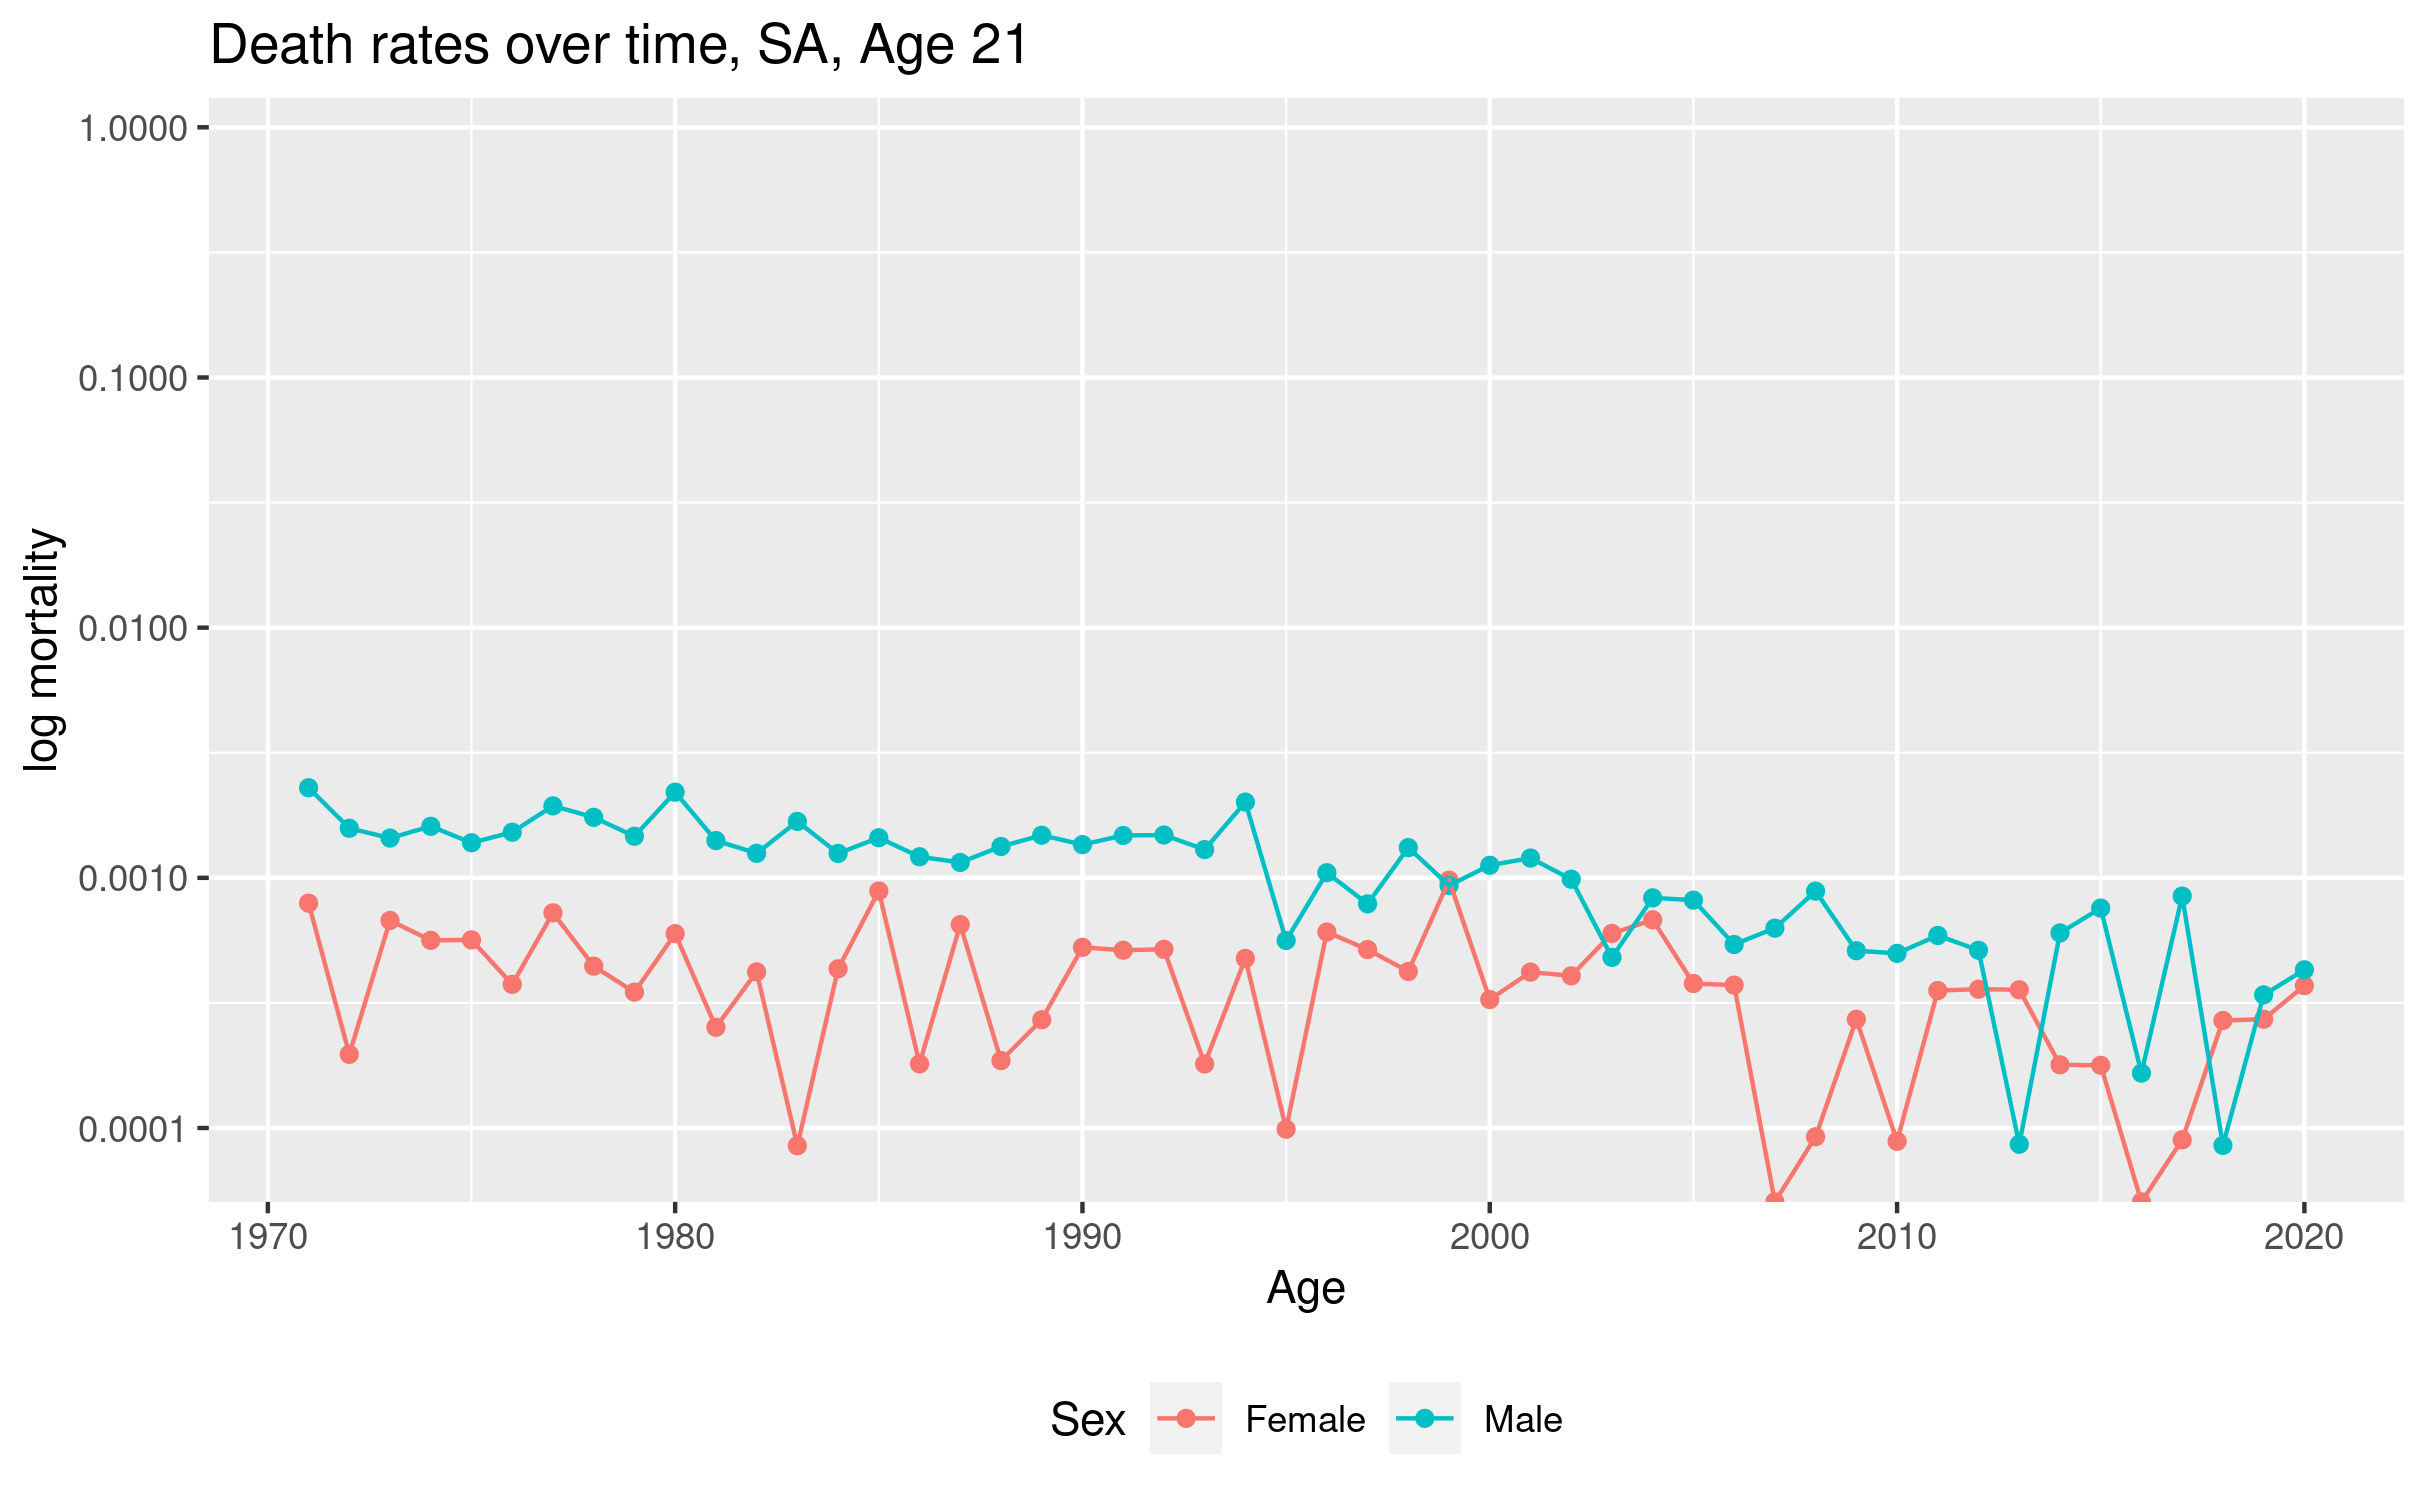 Death rates over time, SA, Age 21
log mortality
1.0000
0.1000
0.0100
0.0010
0.0001
1970 1980 1990 2000 2010 2020
Age
Sex Female Male